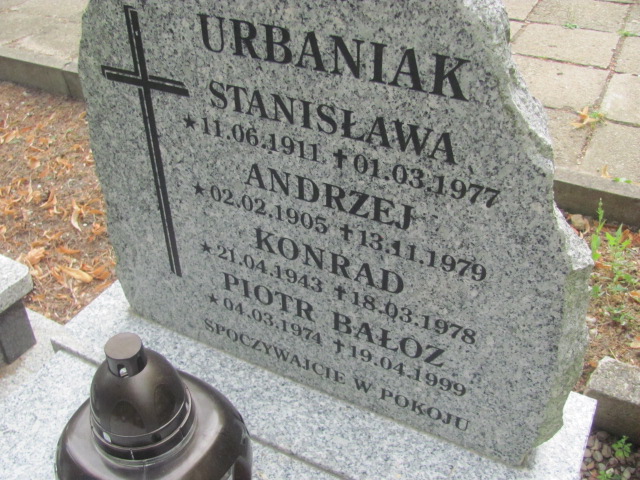 URBANIAK
STANISŁAWA
★11.06.1911 ✝01.03.1977
ANDRZEJ
★02.02.1905 ✝13.11.1979
KONRAD
★21.04.1943 ✝18.03.1978
PIOTR BAŁOZ
★04.03.1974 ✝19.04.1999
SPOCZYWAJCIE W POKOJU